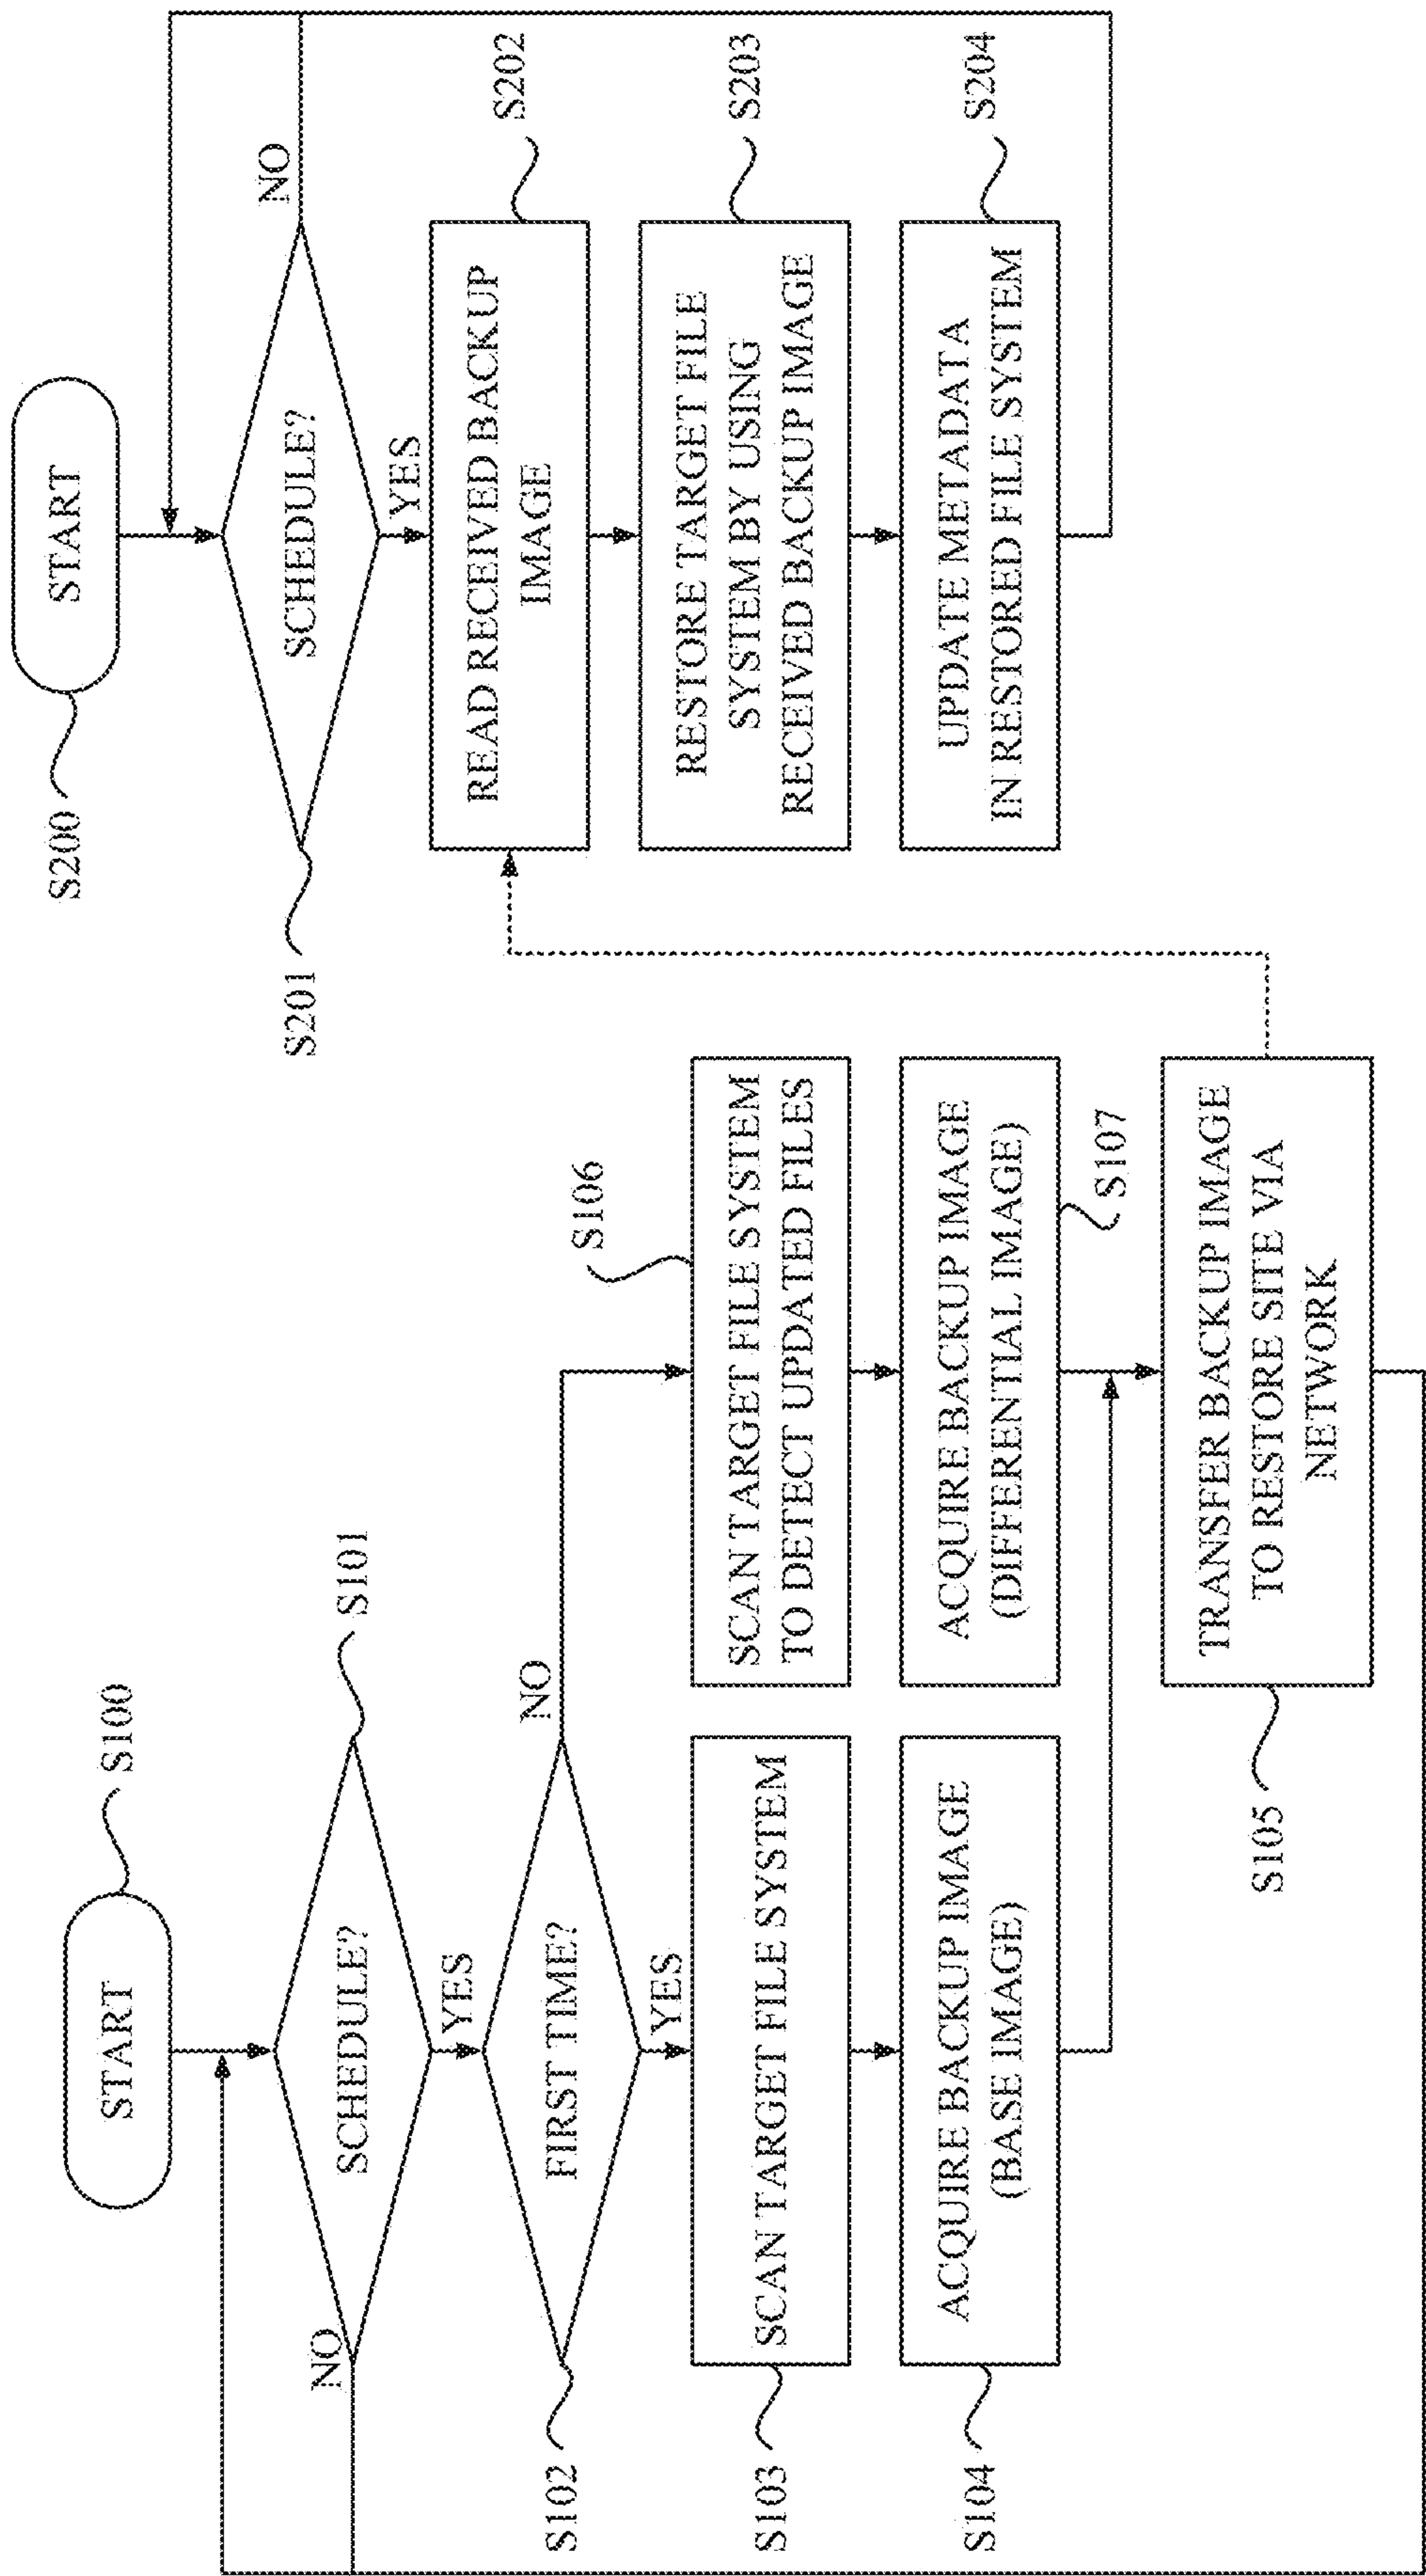 START
S100
SCHEDULE?
S101
NO
YES
FIRST TIME?
S102
NO
YES
SCAN TARGET FILE SYSTEM
S103
ACQUIRE BACKUP IMAGE
(BASE IMAGE)
S104
SCAN TARGET FILE SYSTEM
TO DETECT UPDATED FILES
S106
ACQUIRE BACKUP IMAGE
(DIFFERENTIAL IMAGE)
S107
TRANSFER BACKUP IMAGE
TO RESTORE SITE VIA
NETWORK
S105
START
S200
SCHEDULE?
S201
NO
YES
READ RECEIVED BACKUP
IMAGE
S202
RESTORE TARGET FILE
SYSTEM BY USING
RECEIVED BACKUP IMAGE
S203
UPDATE METADATA
IN RESTORED FILE SYSTEM
S204